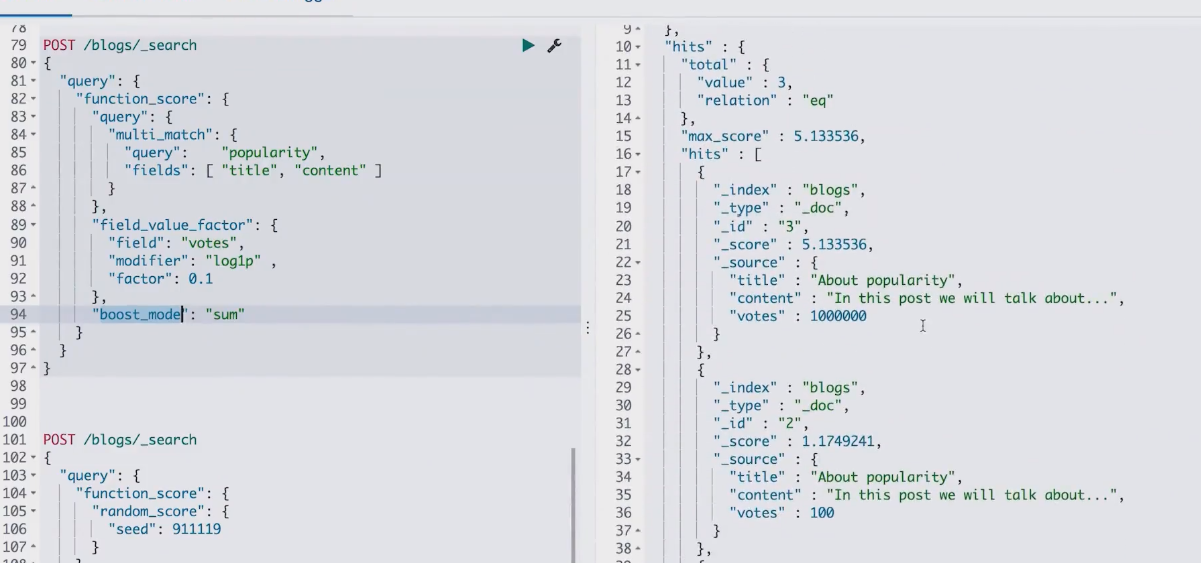 78
79 POST /blogs/_search
80 {
81 "query": {
82 "function_score": {
83 "query": {
84 "multi_match": {
85 "query": "popularity",
86 "fields": [ "title", "content" ]
87 }
88 },
89 "field_value_factor": {
90 "field": "votes",
91 "modifier": "log1p" ,
92 "factor": 0.1
93 },
94 "boost_mode": "sum"
95 }
96 }
97 }
98
99
100
101 POST /blogs/_search
102 {
103 "query": {
104 "function_score": {
105 "random_score": {
106 "seed": 911119
107 }
108 }
9 },
10 "hits" : {
11 "total" : {
12 "value" : 3,
13 "relation" : "eq"
14 },
15 "max_score" : 5.133536,
16 "hits" : [
17 {
18 "_index" : "blogs",
19 "_type" : "_doc",
20 "_id" : "3",
21 "_score" : 5.133536,
22 "_source" : {
23 "title" : "About popularity",
24 "content" : "In this post we will talk about...",
25 "votes" : 1000000
26 }
27 },
28 {
29 "_index" : "blogs",
30 "_type" : "_doc",
31 "_id" : "2",
32 "_score" : 1.1749241,
33 "_source" : {
34 "title" : "About popularity",
35 "content" : "In this post we will talk about...",
36 "votes" : 100
37 }
38 },